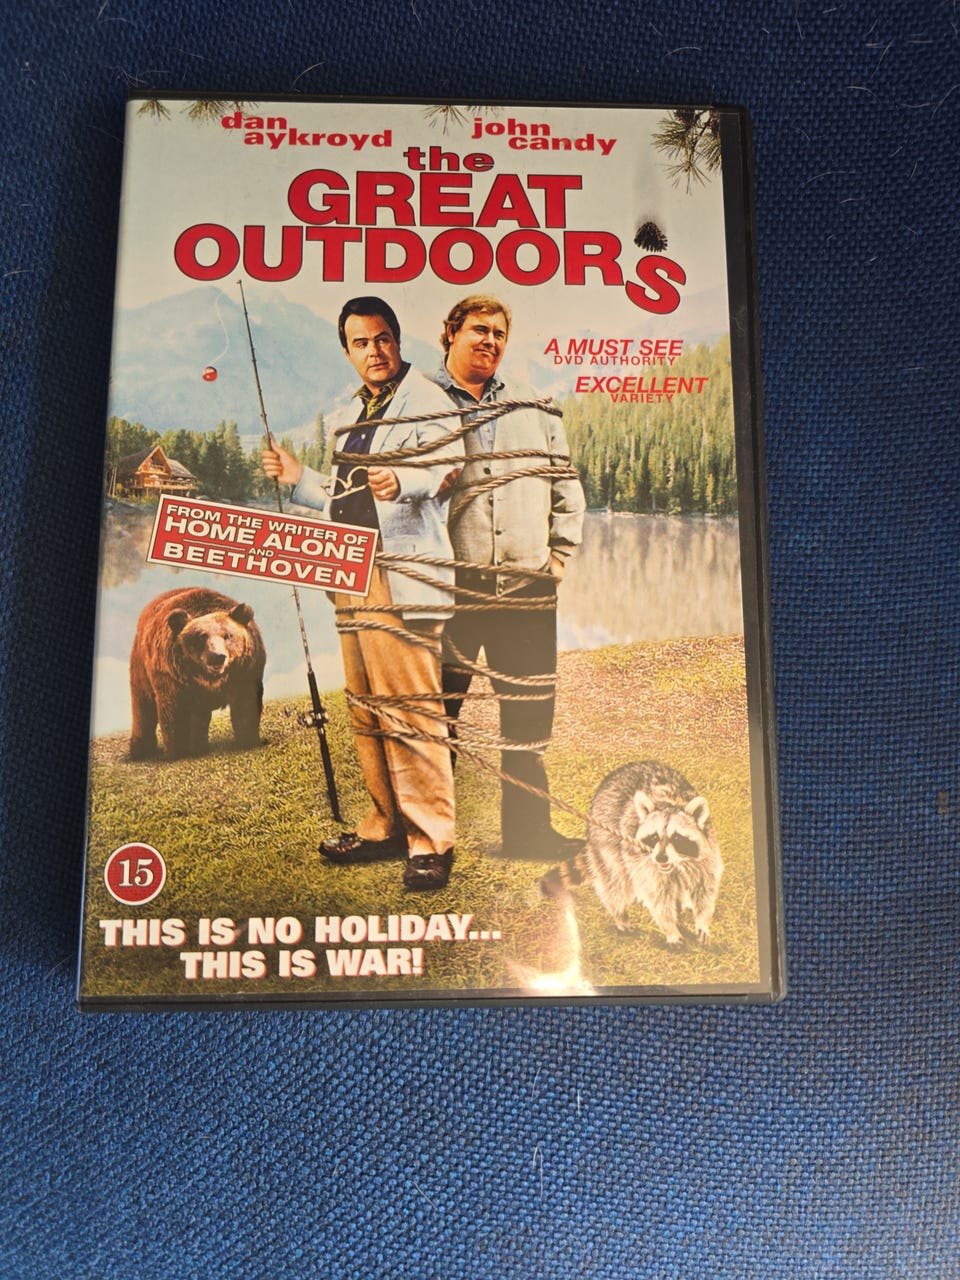 dan
aykroyd
john
candy
the
GREAT
OUTDOORS
A MUST SEE
DVD AUTHORITY
EXCELLENT
VARIETY
FROM THE WRITER OF
HOME ALONE
AND
BEETHOVEN
15
THIS IS NO HOLIDAY...
THIS IS WAR!